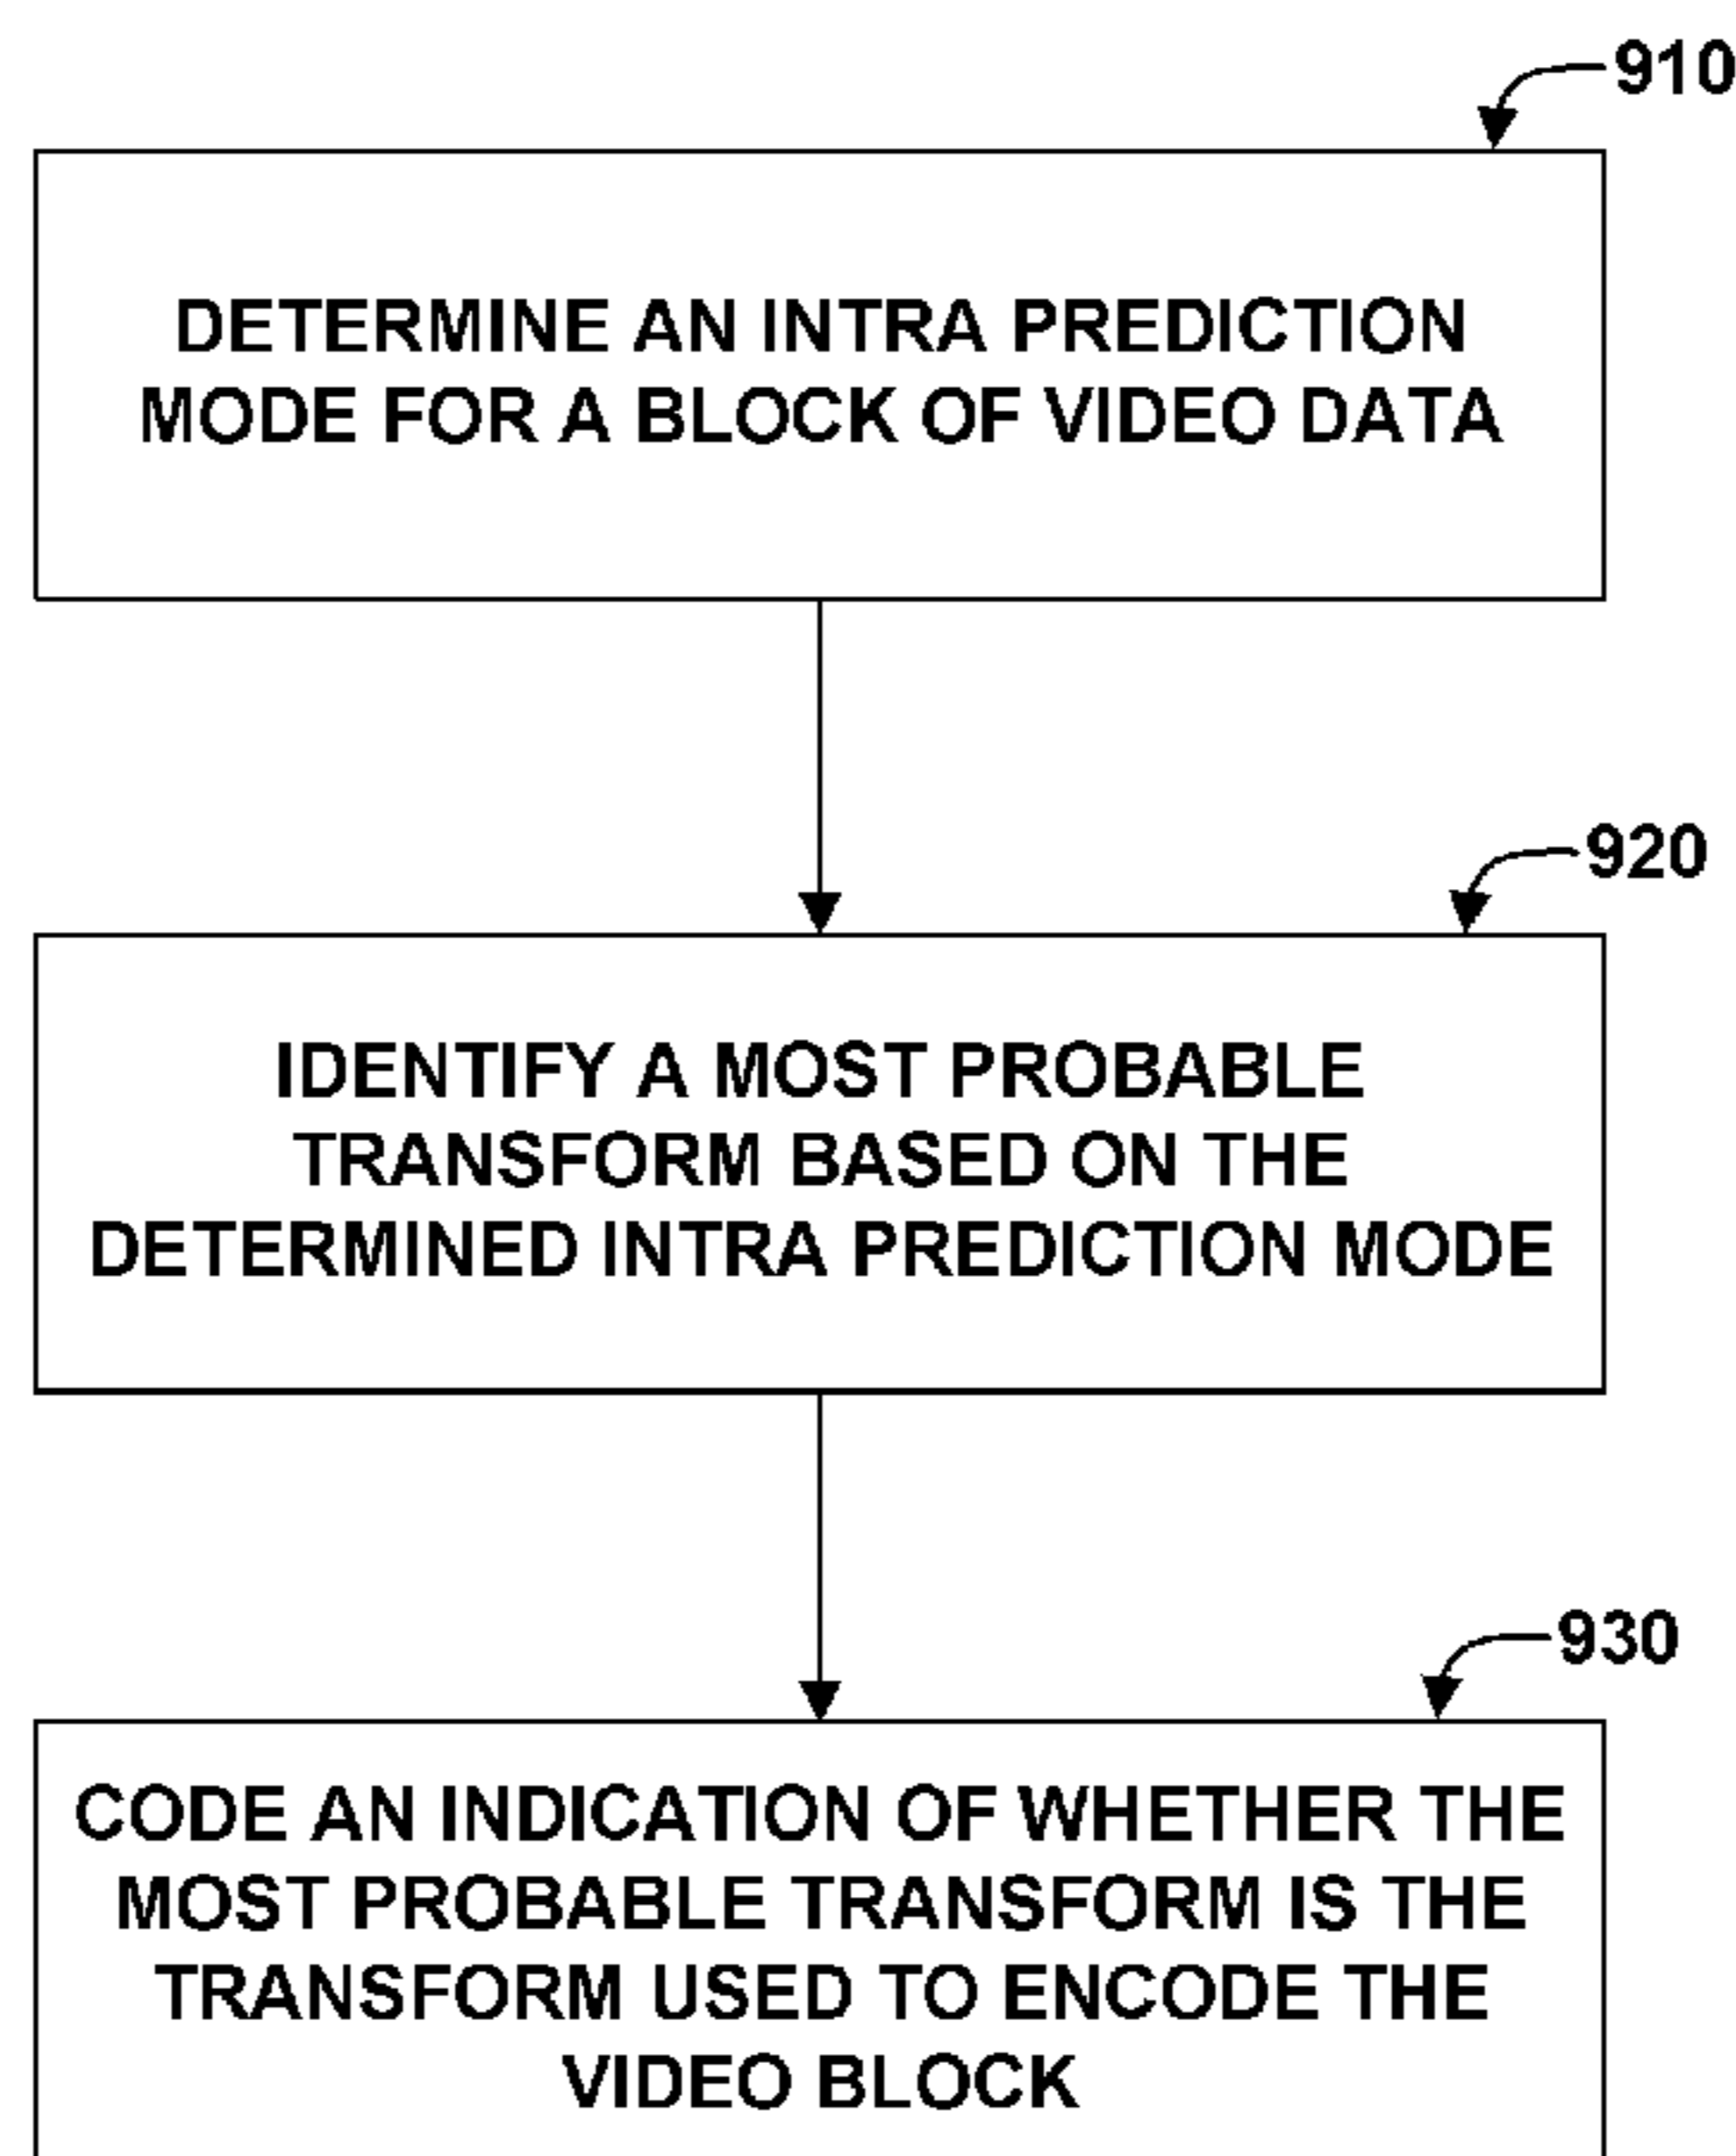 910
DETERMINE AN INTRA PREDICTION
MODE FOR A BLOCK OF VIDEO DATA
920
IDENTIFY A MOST PROBABLE
TRANSFORM BASED ON THE
DETERMINED INTRA PREDICTION MODE
930
CODE AN INDICATION OF WHETHER THE
MOST PROBABLE TRANSFORM IS THE
TRANSFORM USED TO ENCODE THE
VIDEO BLOCK